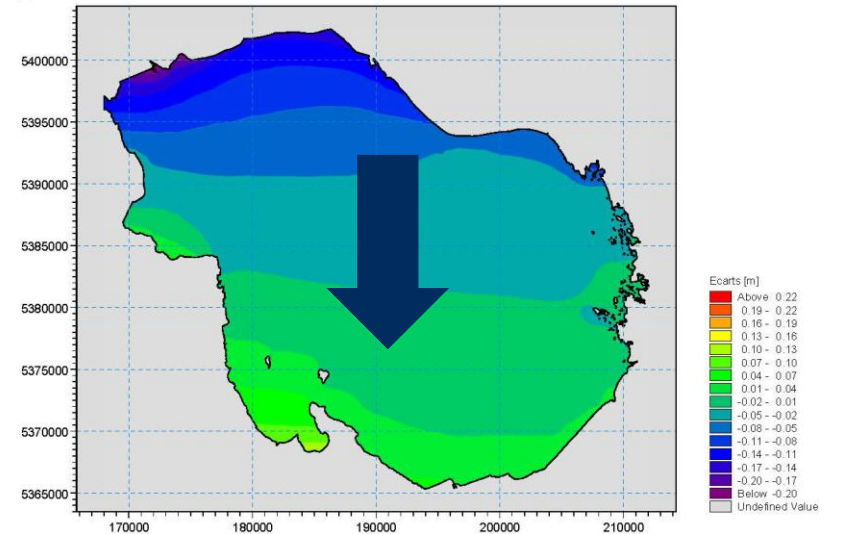 5400000
5395000
5390000
5385000
5380000
5375000
5370000
5365000
170000 180000 190000 200000 210000
Ecarts [m]
Above 0.22
0.19 - 0.22
0.16 - 0.19
0.13 - 0.16
0.10 - 0.13
0.07 - 0.10
0.04 - 0.07
0.01 - 0.04
-0.02 - 0.01
-0.05 - -0.02
-0.08 - -0.05
-0.11 - -0.08
-0.14 - -0.11
-0.17 - -0.14
-0.20 - -0.17
Below -0.20
Undefined Value